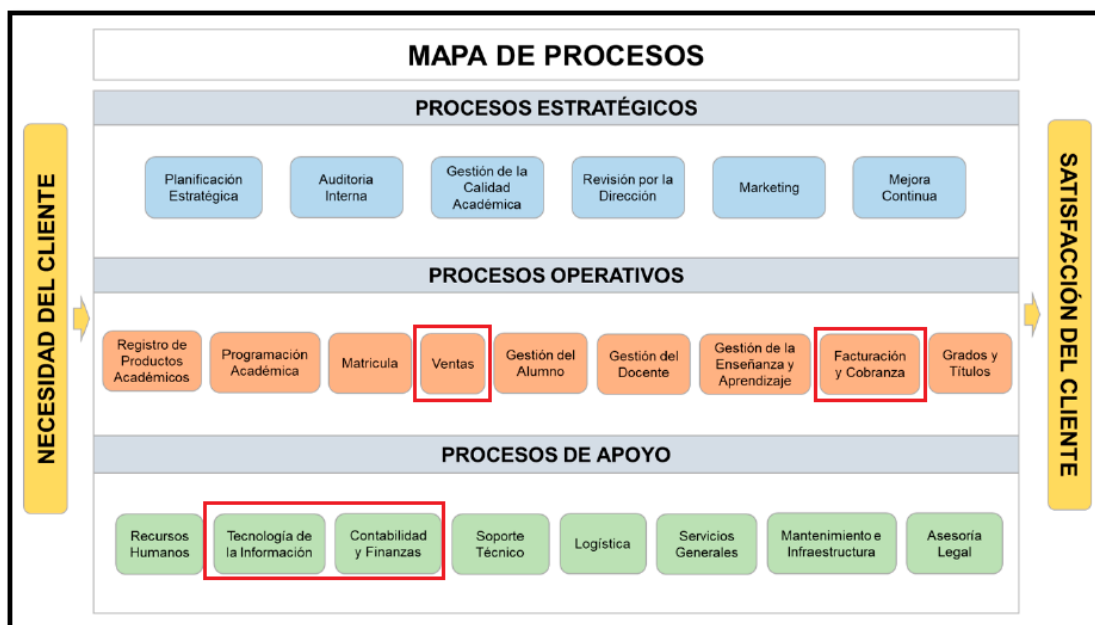 MAPA DE PROCESOS
NECESIDAD DEL CLIENTE
PROCESOS ESTRATÉGICOS
Planificación
Estratégica
Auditoria
Interna
Gestión de la
Calidad
Académica
Revisión por la
Dirección
Marketing
Mejora
Continua
PROCESOS OPERATIVOS
Registro de
Productos
Académicos
Programación
Académica
Matricula
Ventas
Gestión del
Alumno
Gestión del
Docente
Gestión de la
Enseñanza y
Aprendizaje
Facturación
y Cobranza
Grados y
Títulos
PROCESOS DE APOYO
Recursos
Humanos
Tecnología de
la Información
Contabilidad
y Finanzas
Soporte
Técnico
Logística
Servicios
Generales
Mantenimiento e
Infraestructura
Asesoría
Legal
SATISFACCIÓN DEL CLIENTE